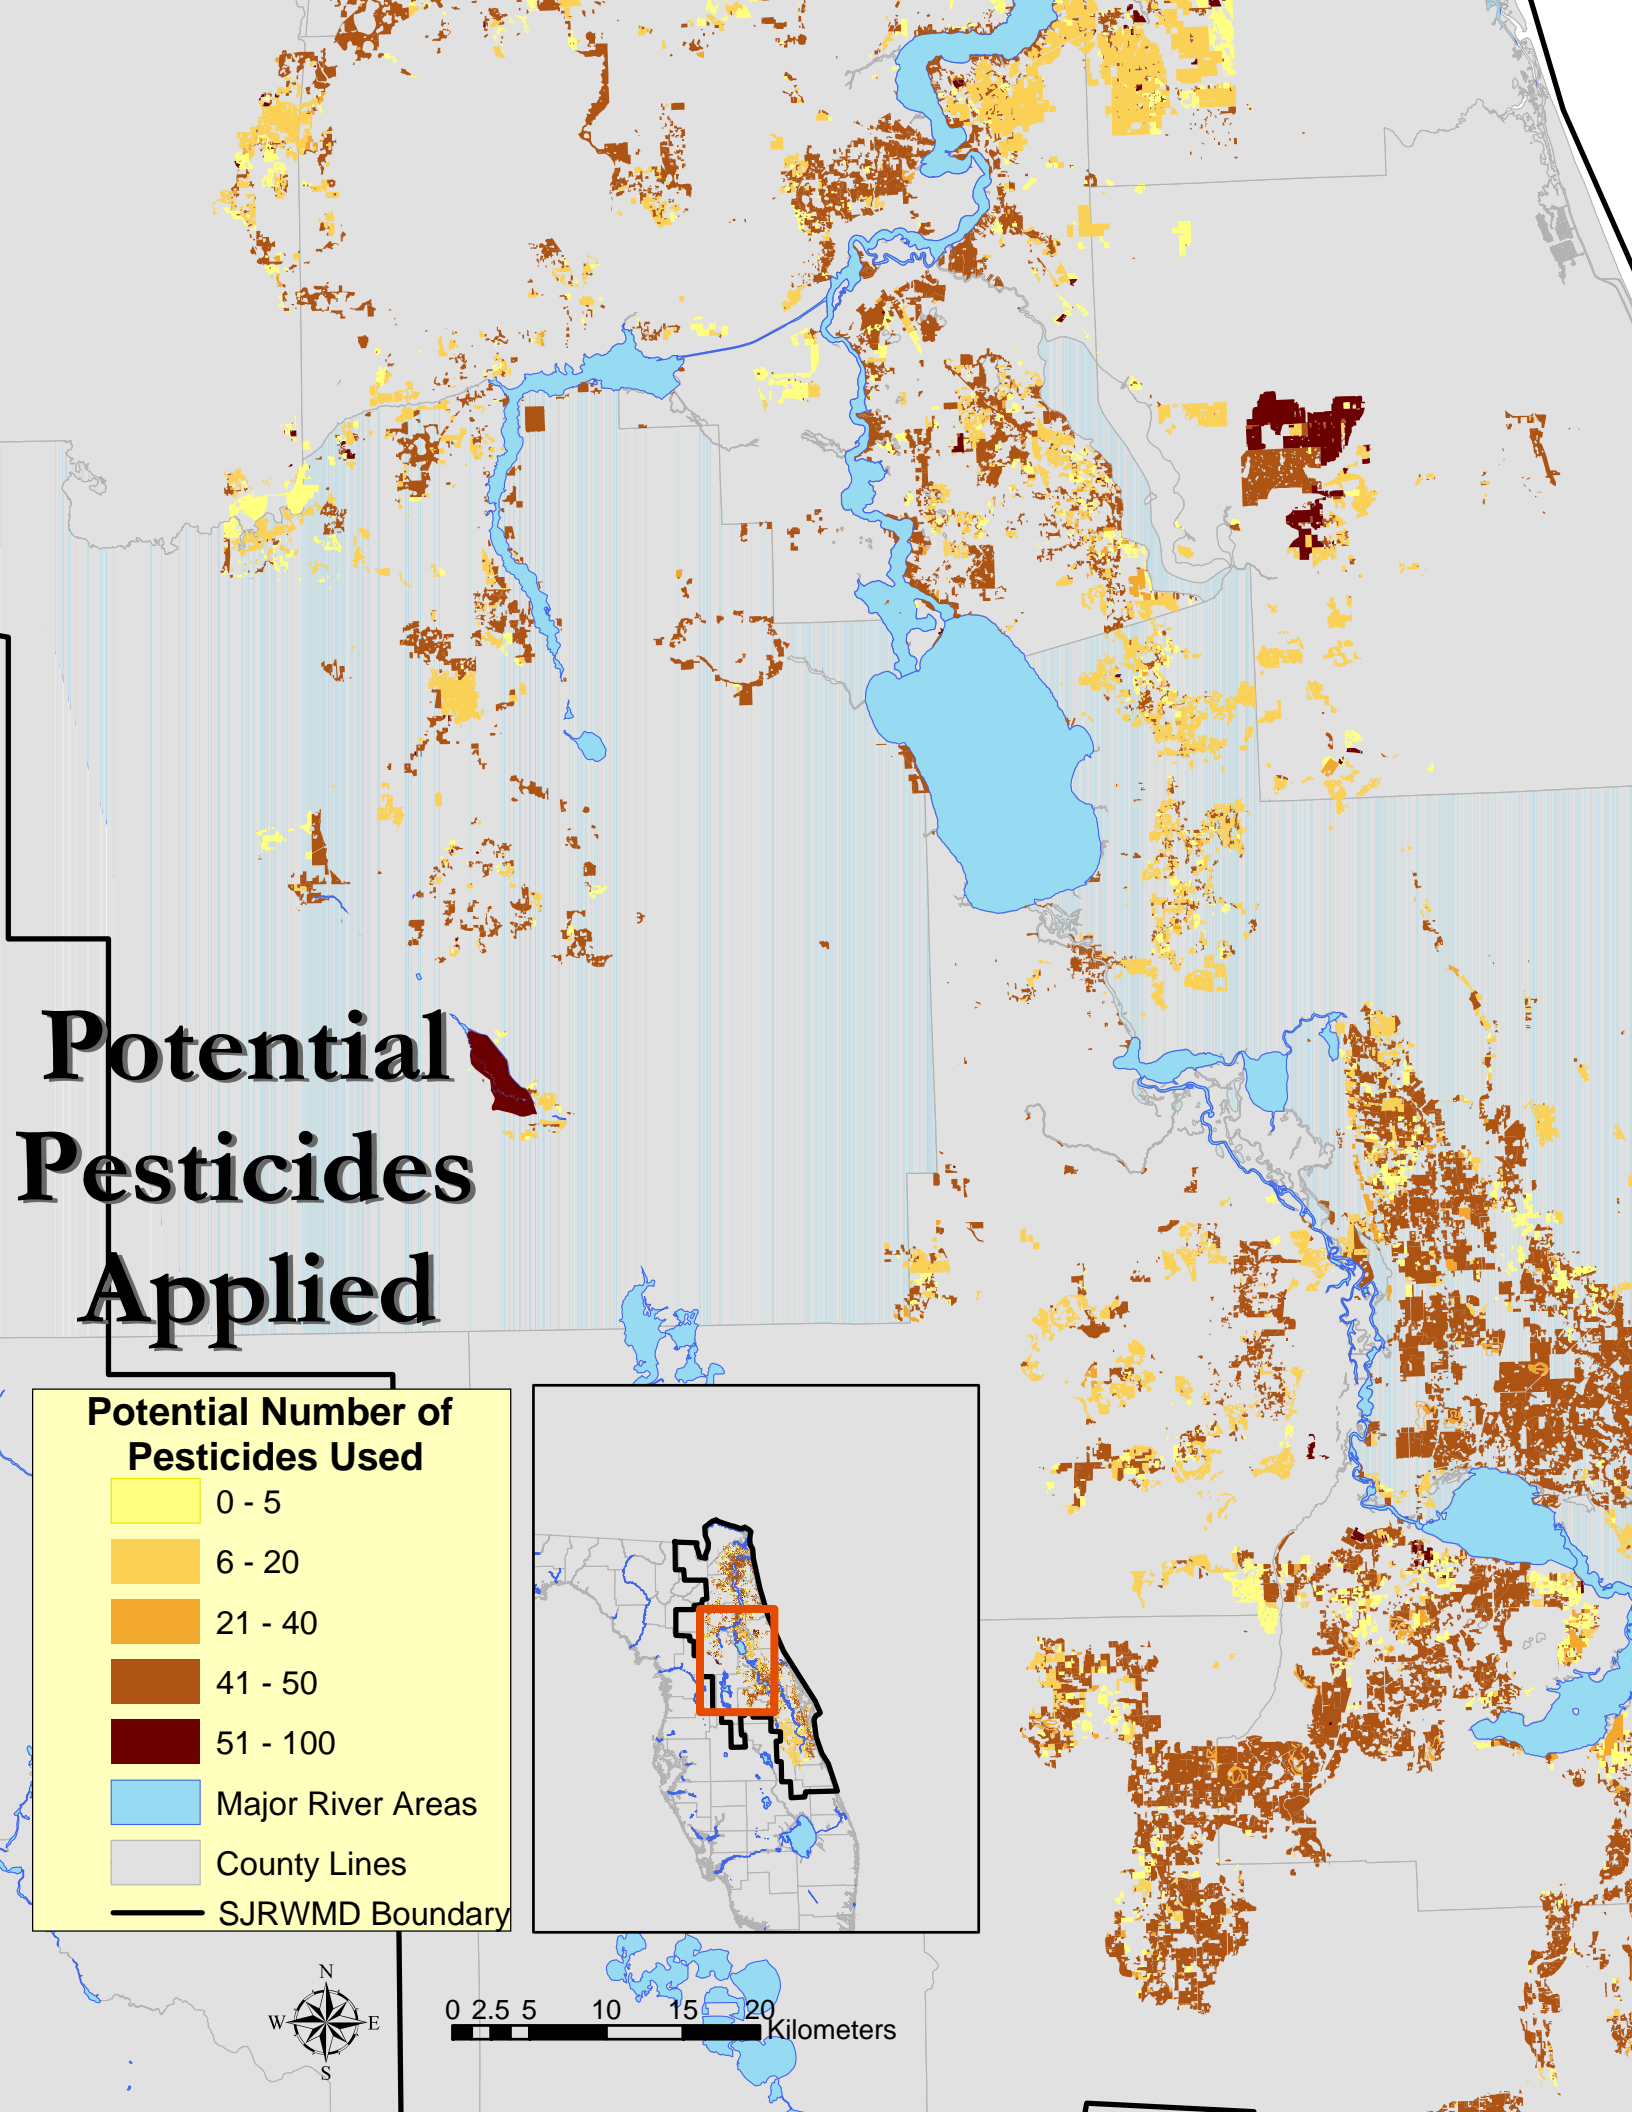 Potential
Pesticides
Applied
Potential Number of
Pesticides Used
0 - 5
6 - 20
21 - 40
41 - 50
51 - 100
Major River Areas
County Lines
SJRWMD Boundary
N
W E
S
0 2.5 5 10 15 20
Kilometers